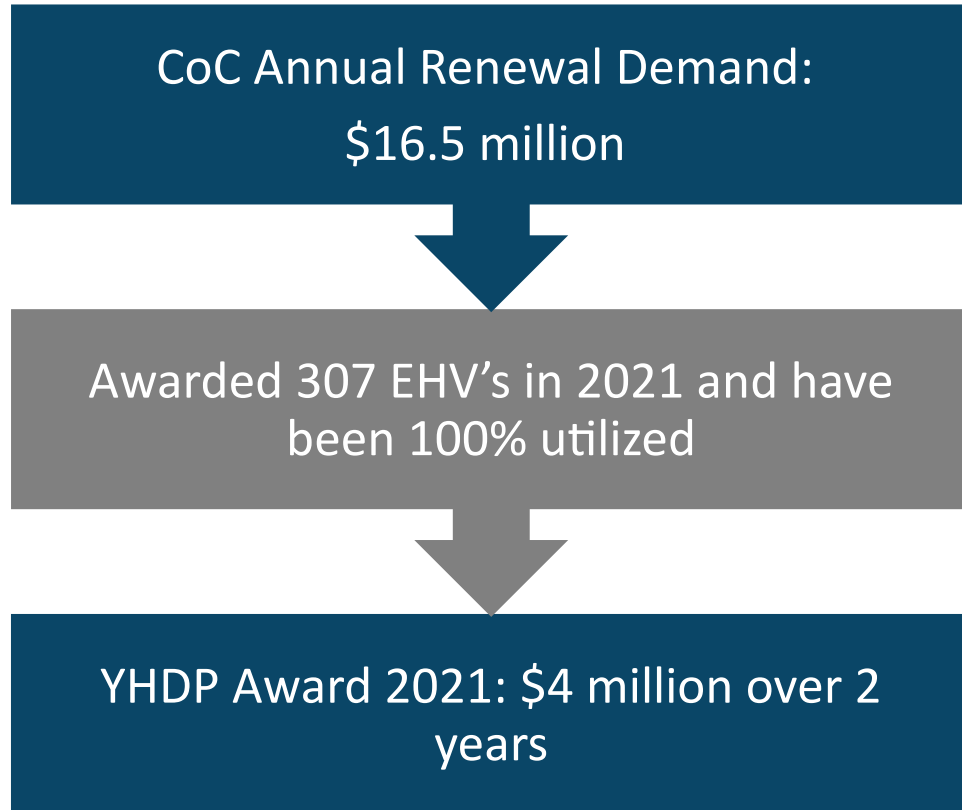 CoC Annual Renewal Demand:
$16.5 million
Awarded 307 EHV’s in 2021 and have
been 100% utilized
YHDP Award 2021: $4 million over 2
years